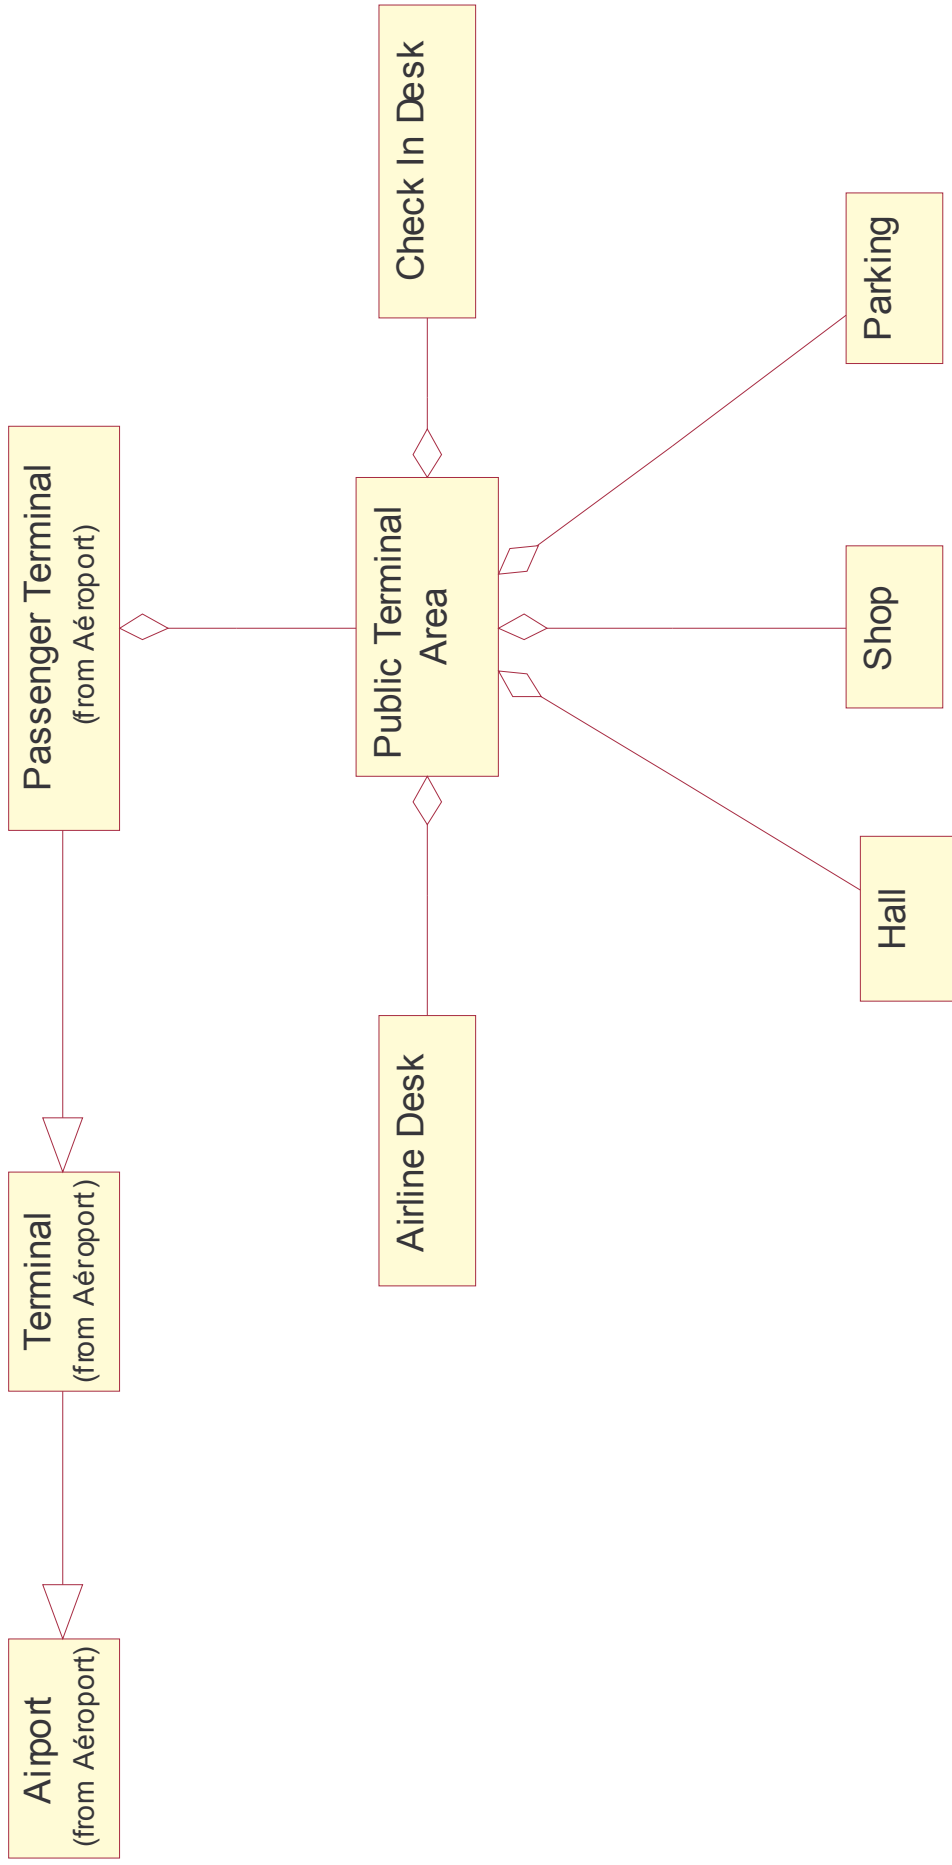 Airport
(from Aéroport)
Terminal
(from Aéroport)
Passenger Terminal
(from Aéroport)
Airline Desk
Public Terminal
Area
Check In Desk
Hall
Shop
Parking